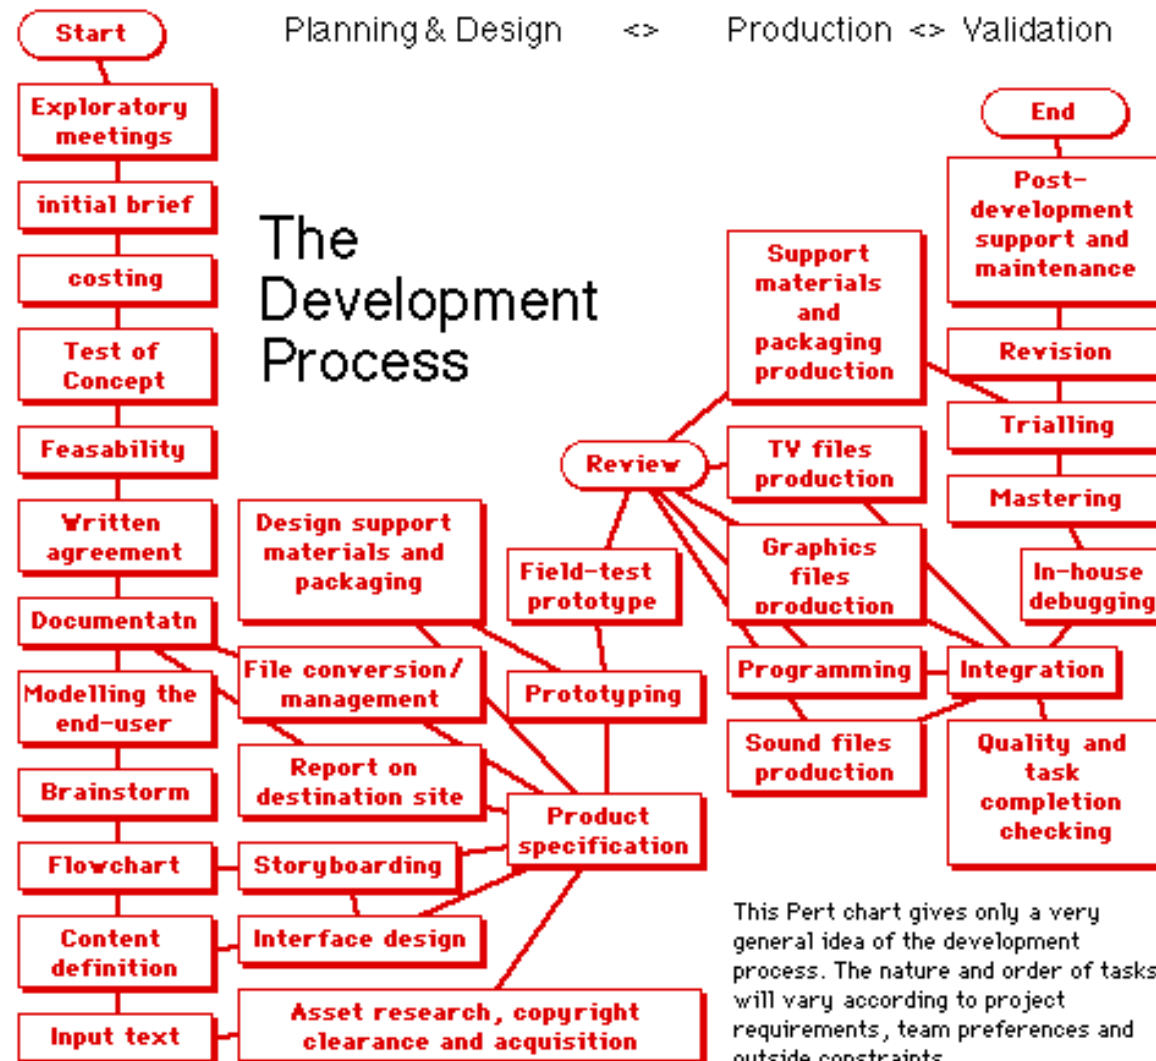 Planning & Design <> Production <> Validation
Start
Exploratory
meetings
initial brief
costing
Test of
Concept
Feasability
Written
agreement
Documentatn
Modelling the
end-user
Brainstorm
Flowchart
Content
definition
Input text
The
Development
Process
Design support
materials and
packaging
File conversion/
management
Report on
destination site
Storyboarding
Interface design
Asset research, copyright
clearance and acquisition
Field-test
prototype
Prototyping
Product
specification
Review
Support
materials
and
packaging
production
TV files
production
Graphics
files
production
Programming
Sound files
production
End
Post-
development
support and
maintenance
Revision
Trialling
Mastering
In-house
debugging
Integration
Quality and
task
completion
checking
This Pert chart gives only a very
general idea of the development
process. The nature and order of tasks
will vary according to project
requirements, team preferences and
outside constraints